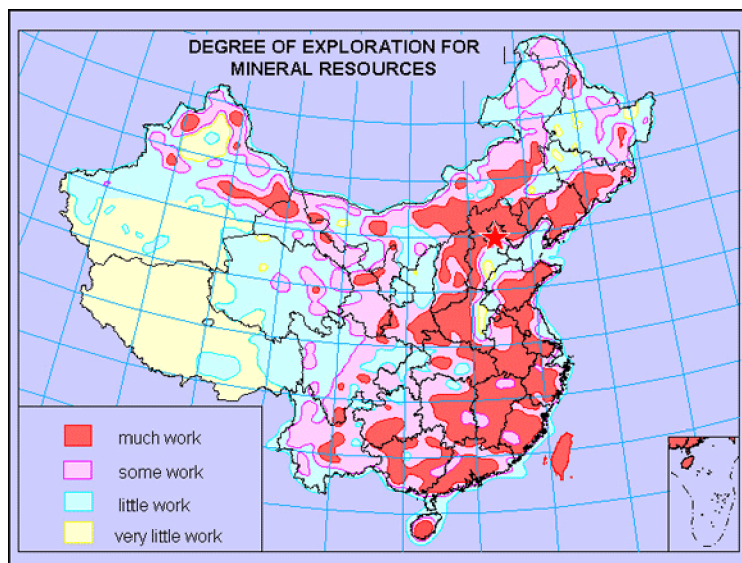 DEGREE OF EXPLORATION FOR
MINERAL RESOURCES
much work
some work
little work
very little work